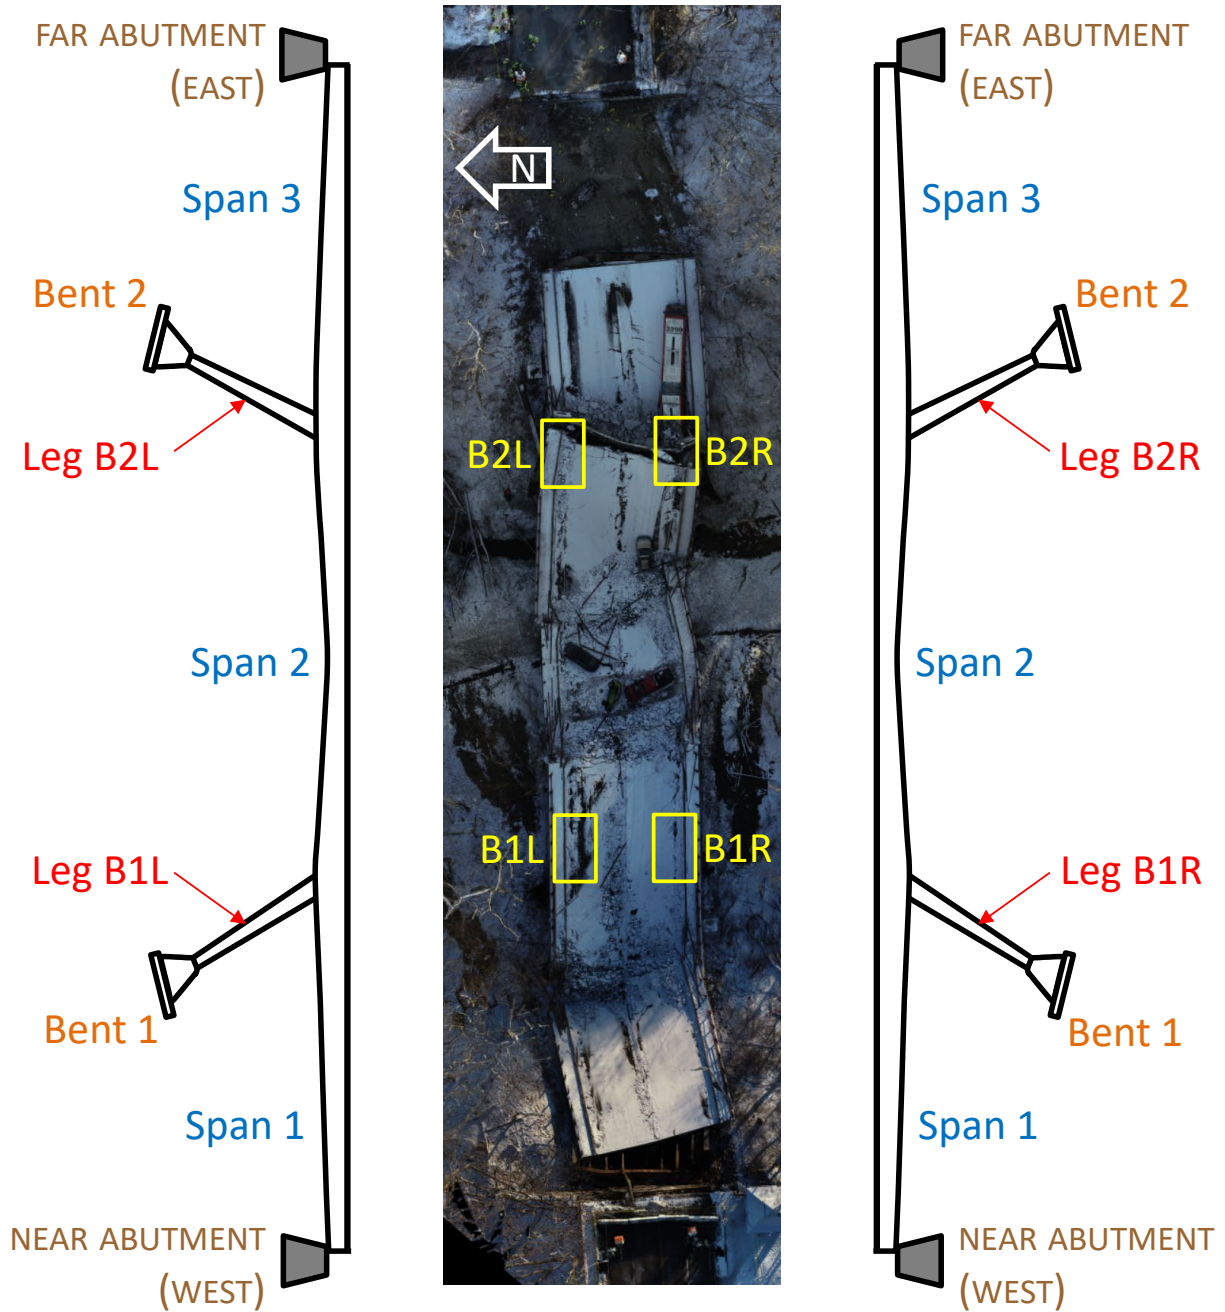 FAR ABUTMENT
(EAST)
Span 3
Bent 2
Leg B2L
Span 2
Leg B1L
Bent 1
Span 1
NEAR ABUTMENT
(WEST)
N
B2L
B2R
B1L
B1R
FAR ABUTMENT
(EAST)
Span 3
Bent 2
Leg B2R
Span 2
Leg B1R
Bent 1
Span 1
NEAR ABUTMENT
(WEST)